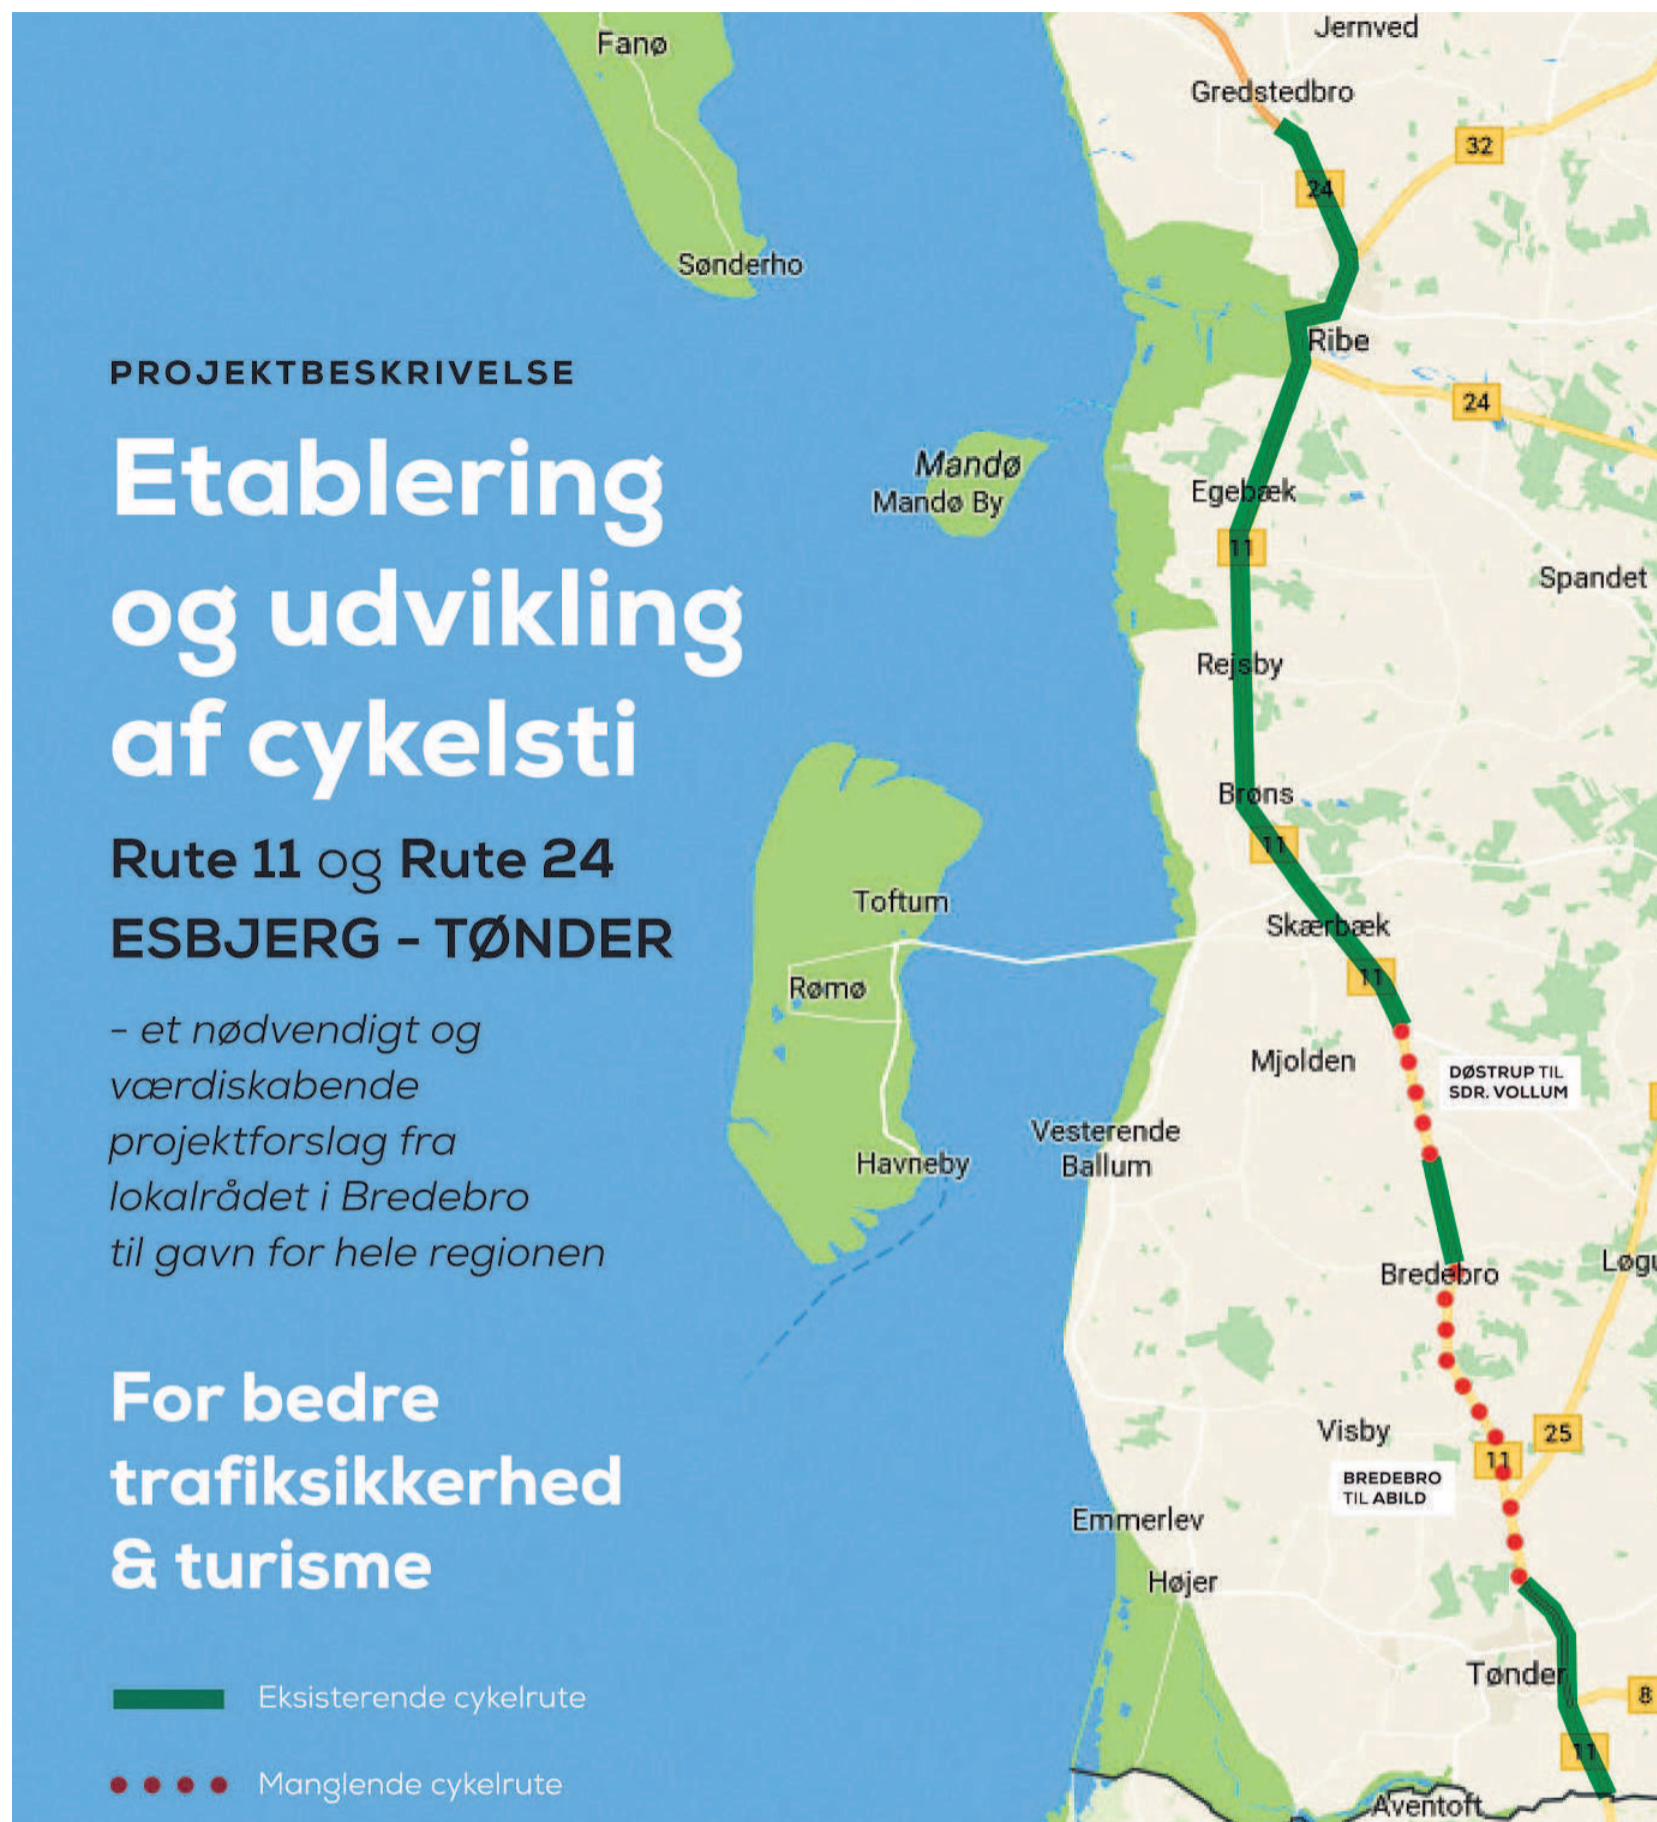 Jernved
Fanø
Gredstedbro
32
24
Sønderho
Ribe
PROJEKTBESKRIVELSE
Etablering
og udvikling
af cykelsti
Rute 11 og Rute 24
ESBJERG - TØNDER
- et nødvendigt og
værdiskabende
projektforslag fra
lokalrådet i Bredebro
til gavn for hele regionen
For bedre
trafiksikkerhed
& turisme
Eksisterende cykelrute
Manglende cykelrute
24
Mandø
Mandø By
Egebæk
11
Spandet
Rejsby
Brøns
11
Toftum
Skærbæk
11
Rømø
Mjolden
DØSTRUP TIL
SDR. VOLLUM
Vesterende
Ballum
Havneby
Bredebro
Løgu
Visby
25
11
BREDEBRO
TIL ABILD
Emmerlev
Højer
Tønder
8
11
Aventoft